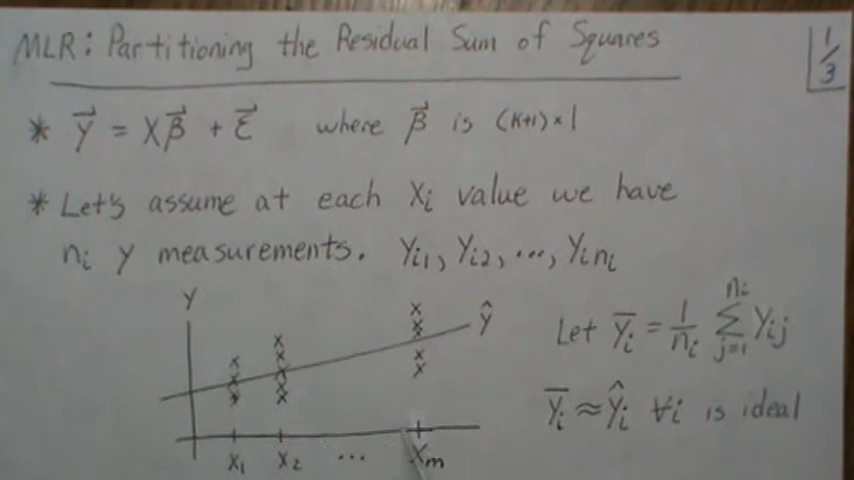 MLR: Partitioning the Residual Sum of Squares
1/3
* Y⃗ = Xβ⃗ + ε⃗ where β⃗ is (k+1)×1
* Let's assume at each Xi value we have
ni y measurements. Yi1, Yi2, ..., Yini
Y
Ŷ
X1 X2 ... Xm
Let Ȳi = 1/ni Σ_{j=1}^{ni} Yij
Ȳi ≈ Ŷi ∀i is ideal